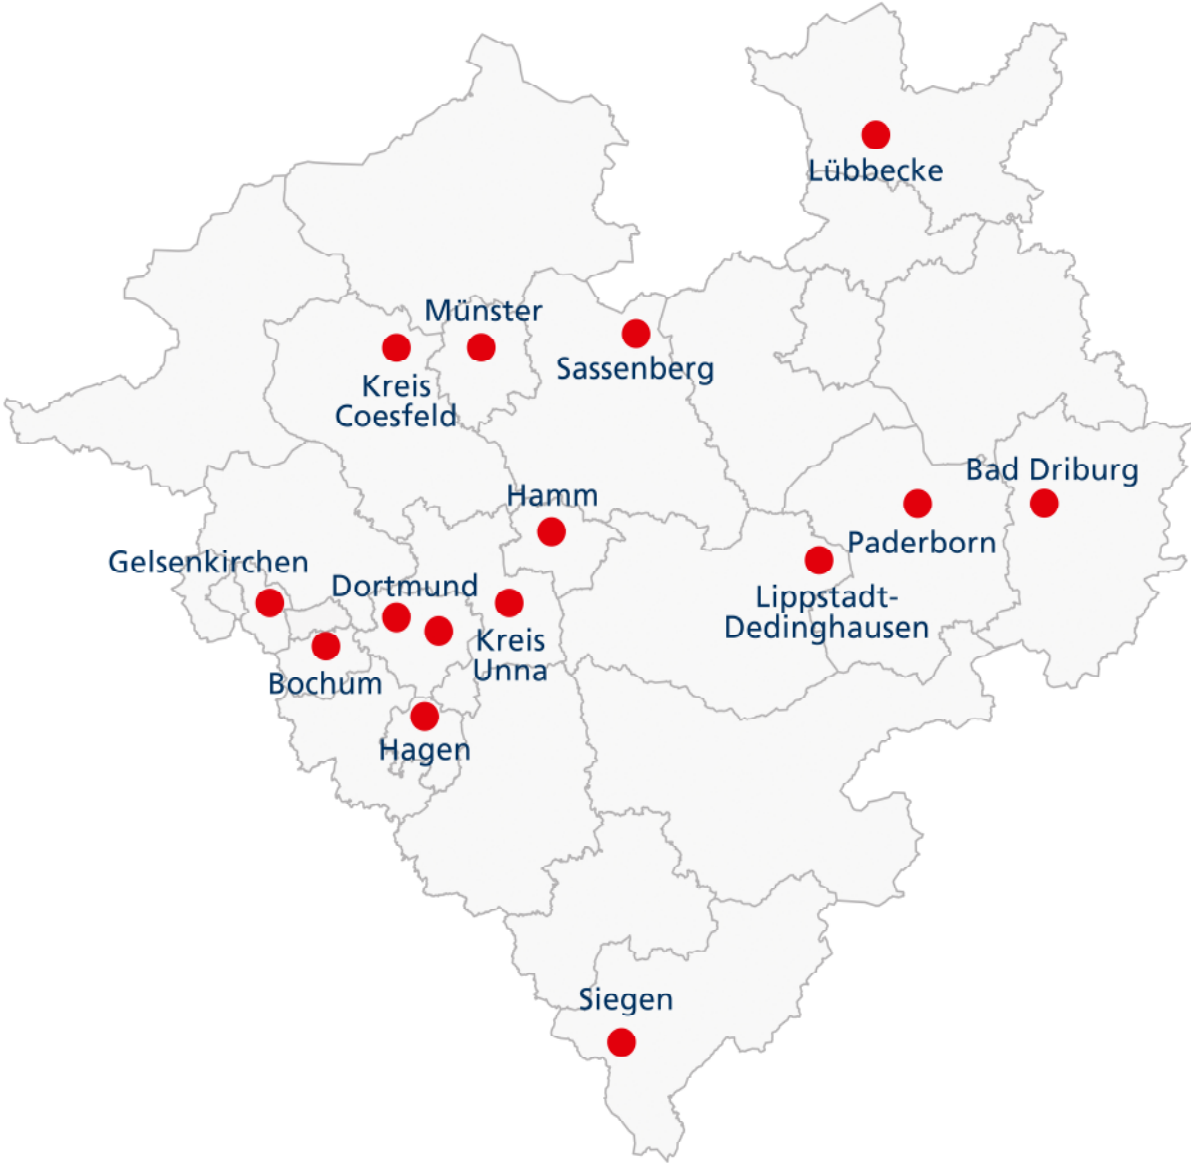 Lübbecke
Münster
Kreis
Coesfeld
Sassenberg
Bad Driburg
Hamm
Paderborn
Gelsenkirchen
Dortmund
Lippstadt-
Dedinghausen
Kreis
Unna
Bochum
Hagen
Siegen